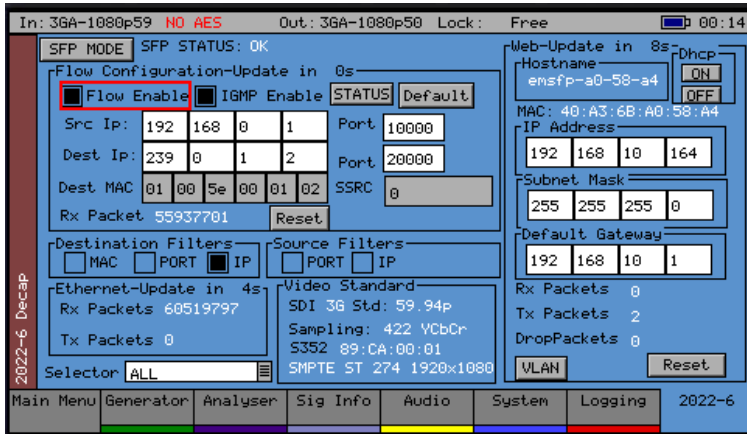 In: 3GA-1080p59 NO AES Out: 3GA-1080p50 Lock: Free 00:14
SFP MODE SFP STATUS: OK
Flow Configuration-Update in 0s
Flow Enable IGMP Enable STATUS Default
Src Ip: 192 168 0 1 Port 10000
Dest Ip: 239 0 1 2 Port 20000
Dest MAC 01 00 5e 00 01 02 SSRC 0
Rx Packet 55937701 Reset
Destination Filters
MAC PORT IP
Source Filters
PORT IP
Ethernet-Update in 4s
Rx Packets 60519797
Tx Packets 0
Selector ALL
Video Standard
SDI 3G Std: 59.94p
Sampling: 422 YCbCr
S352 89:CA:00:01
SMPTE ST 274 1920x1080
Web-Update in 8s
Hostname
emsfp-a0-58-a4
Dhcp
ON
OFF
MAC: 40:A3:6B:A0:58:A4
IP Address
192 168 10 164
Subnet Mask
255 255 255 0
Default Gateway
192 168 10 1
Rx Packets 0
Tx Packets 2
DropPackets 0
VLAN Reset
2022-6 Decap
Main Menu Generator Analyser Sig Info Audio System Logging 2022-6